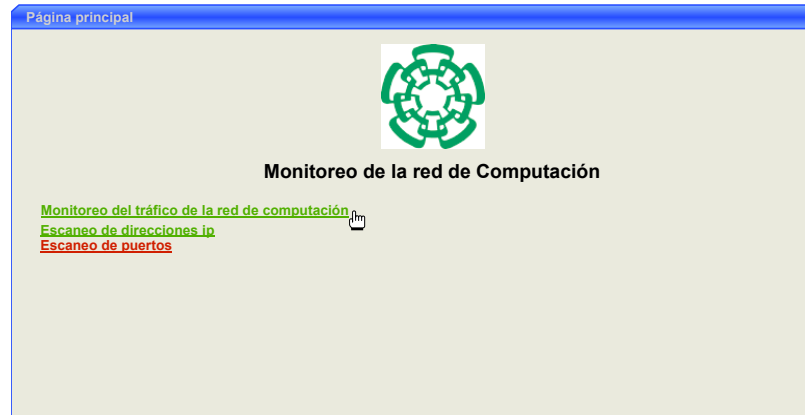 Página principal
Monitoreo de la red de Computación
Monitoreo del tráfico de la red de computación
Escaneo de direcciones ip
Escaneo de puertos